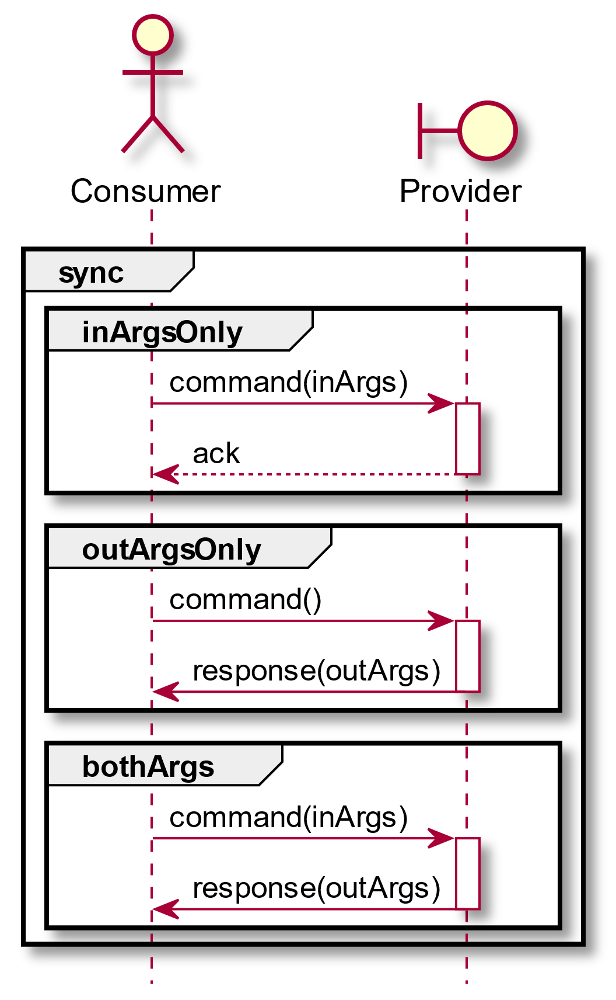 Consumer
Provider
sync
inArgsOnly
command(inArgs)
ack
outArgsOnly
command()
response(outArgs)
bothArgs
command(inArgs)
response(outArgs)